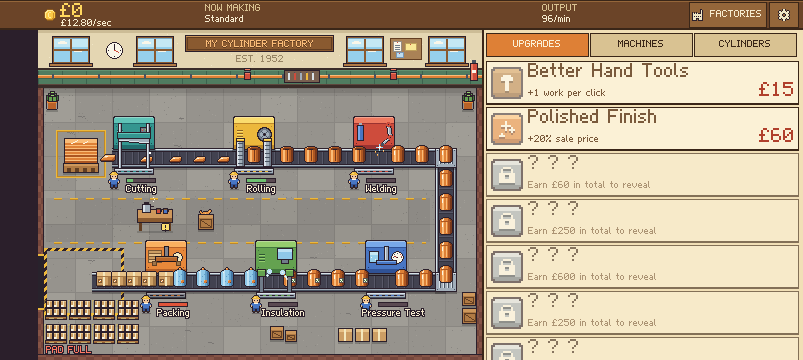 £0
£12.80/sec
NOW MAKING
Standard
OUTPUT
96/min
FACTORIES
MY CYLINDER FACTORY
EST. 1952
UPGRADES
MACHINES
CYLINDERS
Better Hand Tools
+1 work per click
£15
Polished Finish
+20% sale price
£60
? ? ?
Earn £60 in total to reveal
? ? ?
Earn £250 in total to reveal
? ? ?
Earn £600 in total to reveal
? ? ?
Earn £250 in total to reveal
? ? ?
Cutting
Rolling
Welding
Packing
Insulation
Pressure Test
PAD FULL